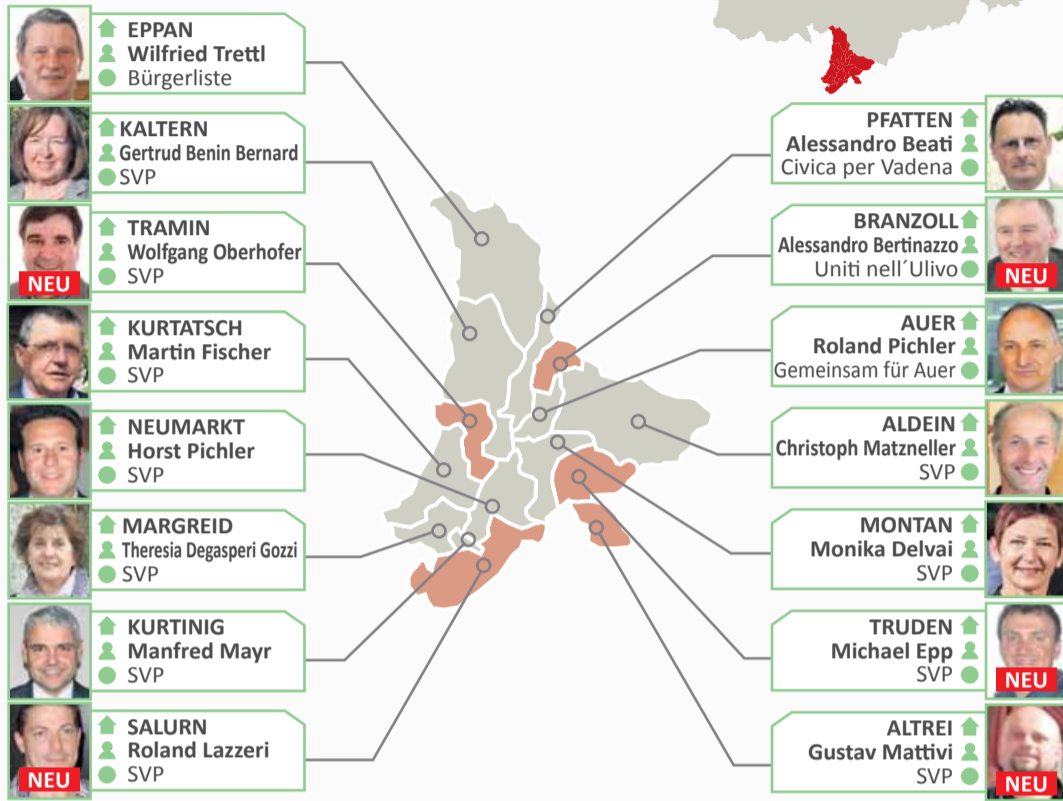 EPPAN
Wilfried Trettl
Bürgerliste
KALTERN
Gertrud Benin Bernard
SVP
TRAMIN
Wolfgang Oberhofer
SVP
NEU
KURTATSCH
Martin Fischer
SVP
NEUMARKT
Horst Pichler
SVP
MARGREID
Theresia Degasperi Gozzi
SVP
KURTINIG
Manfred Mayr
SVP
SALURN
Roland Lazzeri
SVP
NEU
PFATTEN
Alessandro Beati
Civica per Vadena
BRANZOLL
Alessandro Bertinazzo
Uniti nell´Ulivo
NEU
AUER
Roland Pichler
Gemeinsam für Auer
ALDEIN
Christoph Matzneller
SVP
MONTAN
Monika Delvai
SVP
TRUDEN
Michael Epp
SVP
NEU
ALTREI
Gustav Mattivi
SVP
NEU